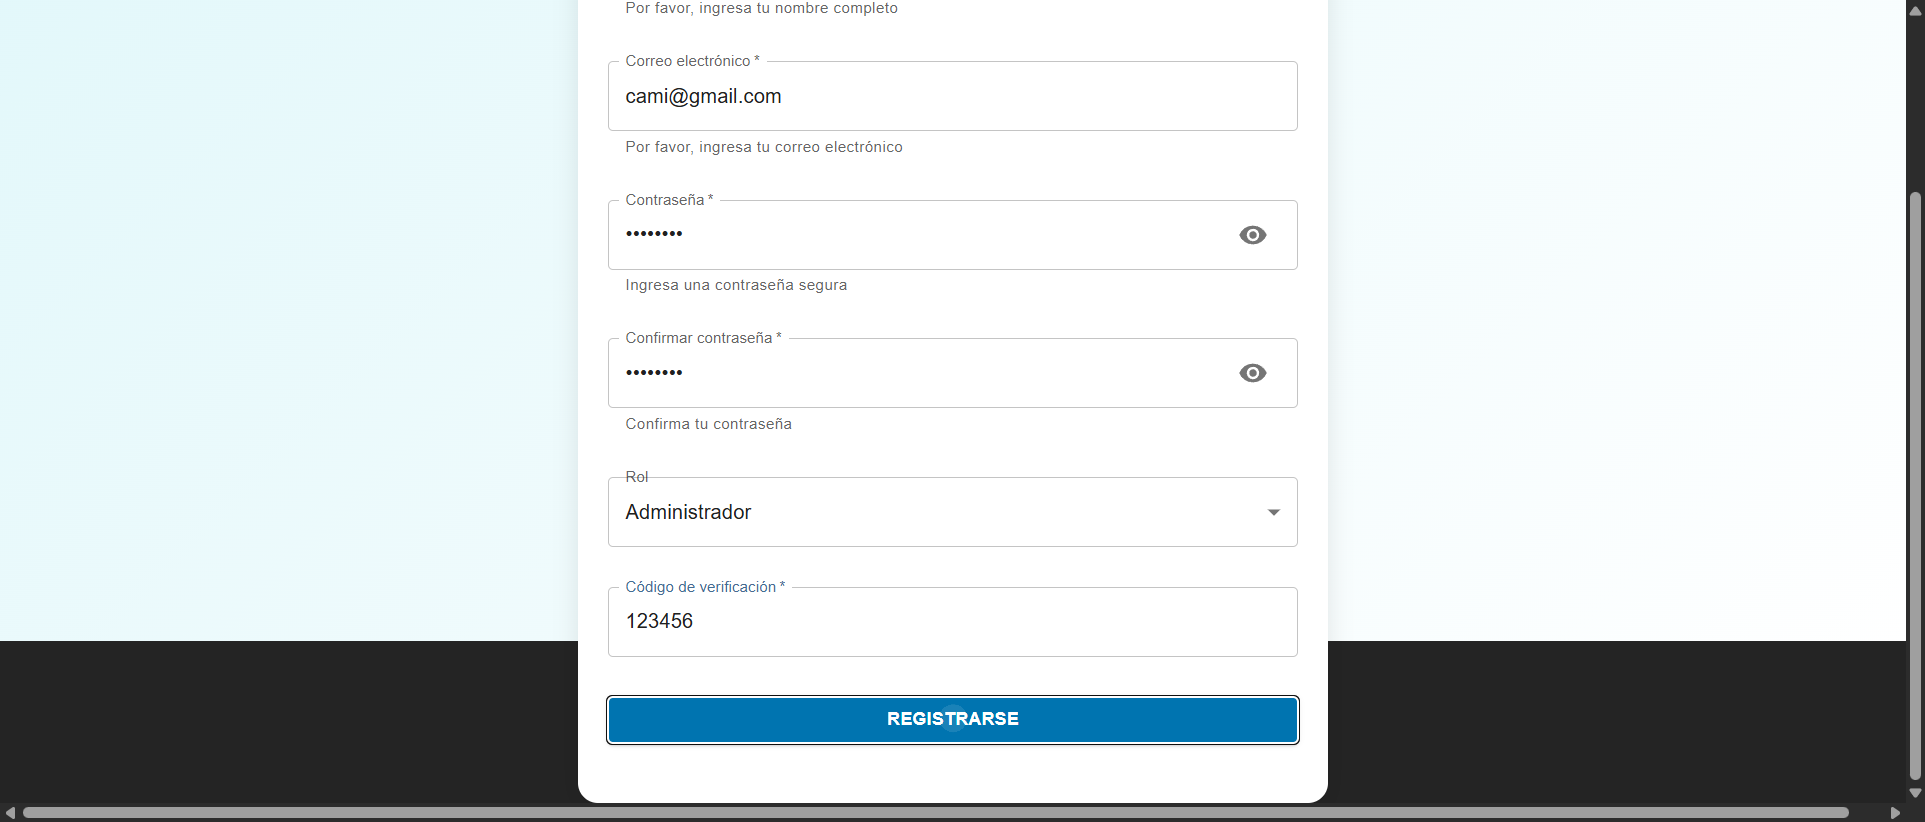 Por favor, ingresa tu nombre completo
Correo electrónico *
cami@gmail.com
Por favor, ingresa tu correo electrónico
Contraseña *
••••••••
Ingresa una contraseña segura
Confirmar contraseña *
••••••••
Confirma tu contraseña
Rol
Administrador
Código de verificación *
123456
REGISTRARSE